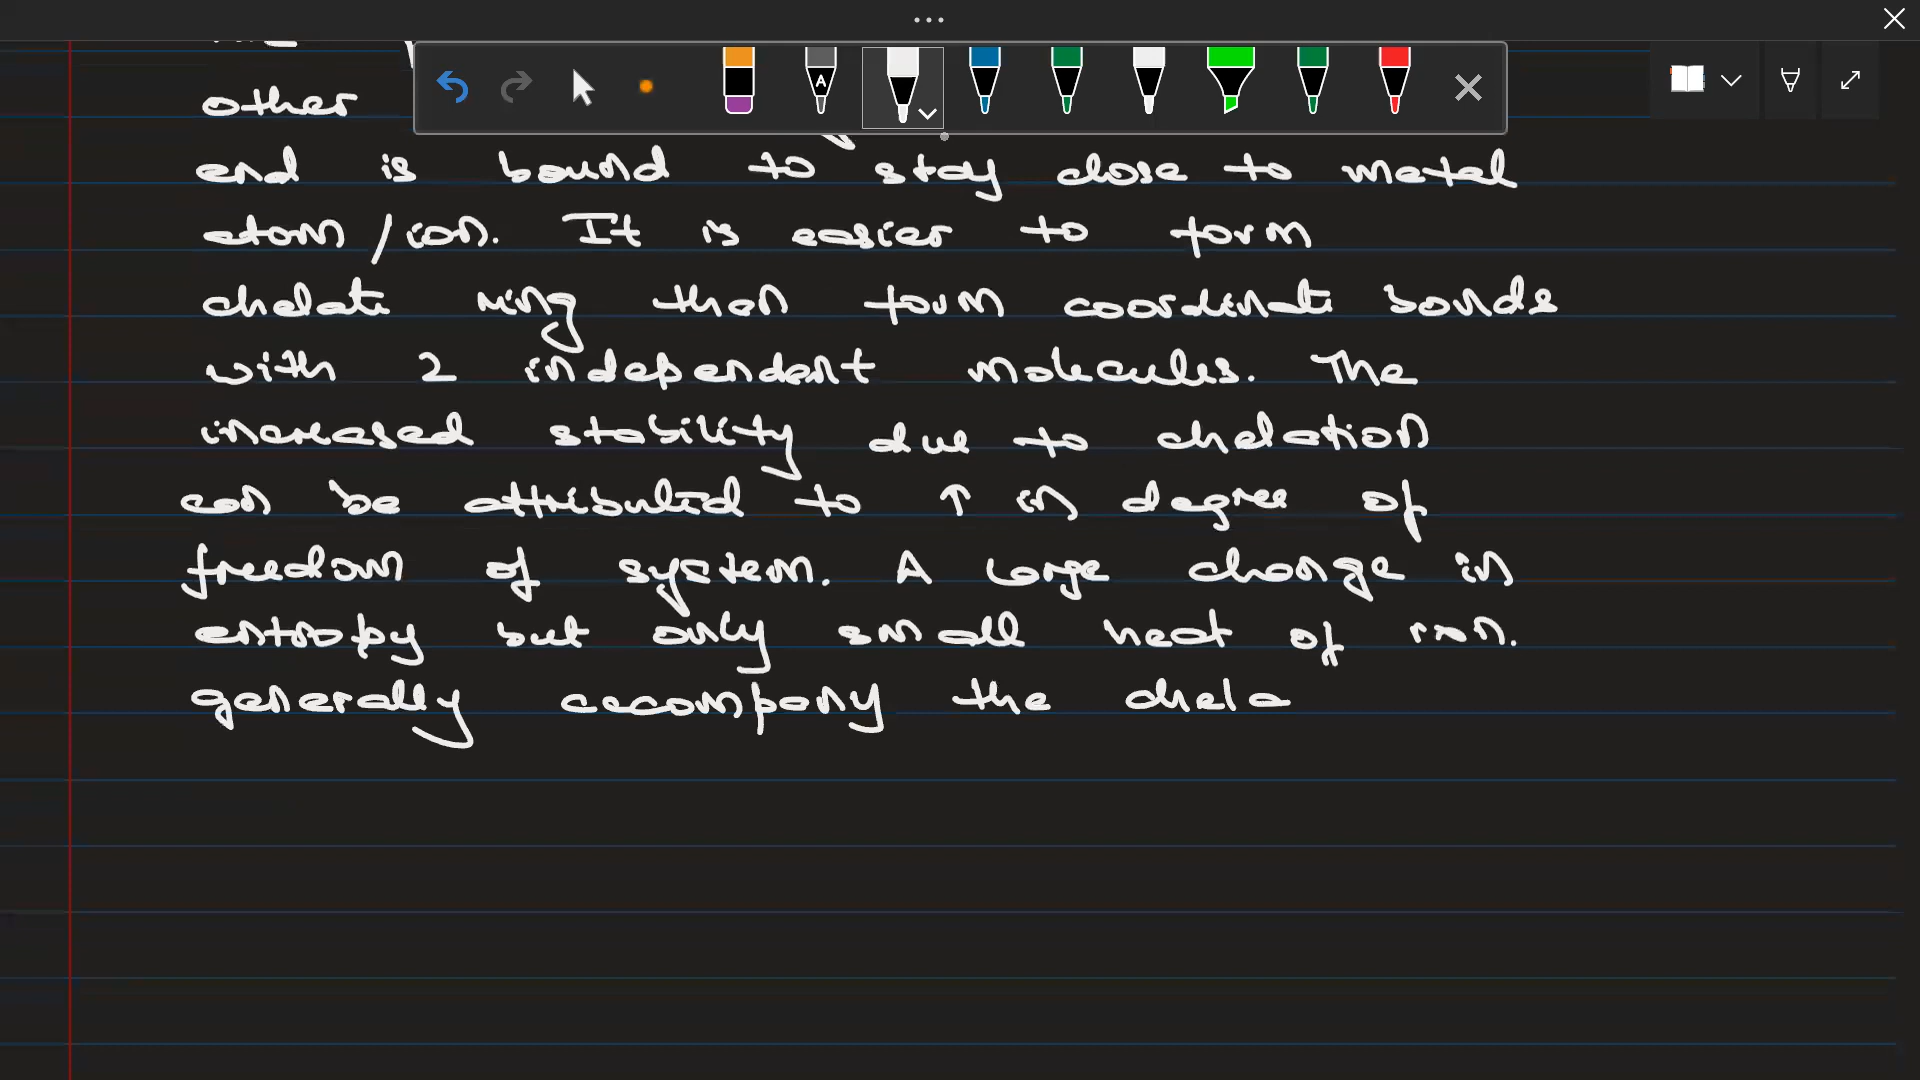 other
end is bound to stay close to metal
atom/ion. It is easier to form
chelate ring than form coordinate bonds
with 2 independent molecules. The
increased stability due to chelation
can be attributed to ↑ in degree of
freedom of system. A large change in
entropy but only small heat of rxn.
generally accompany the chela